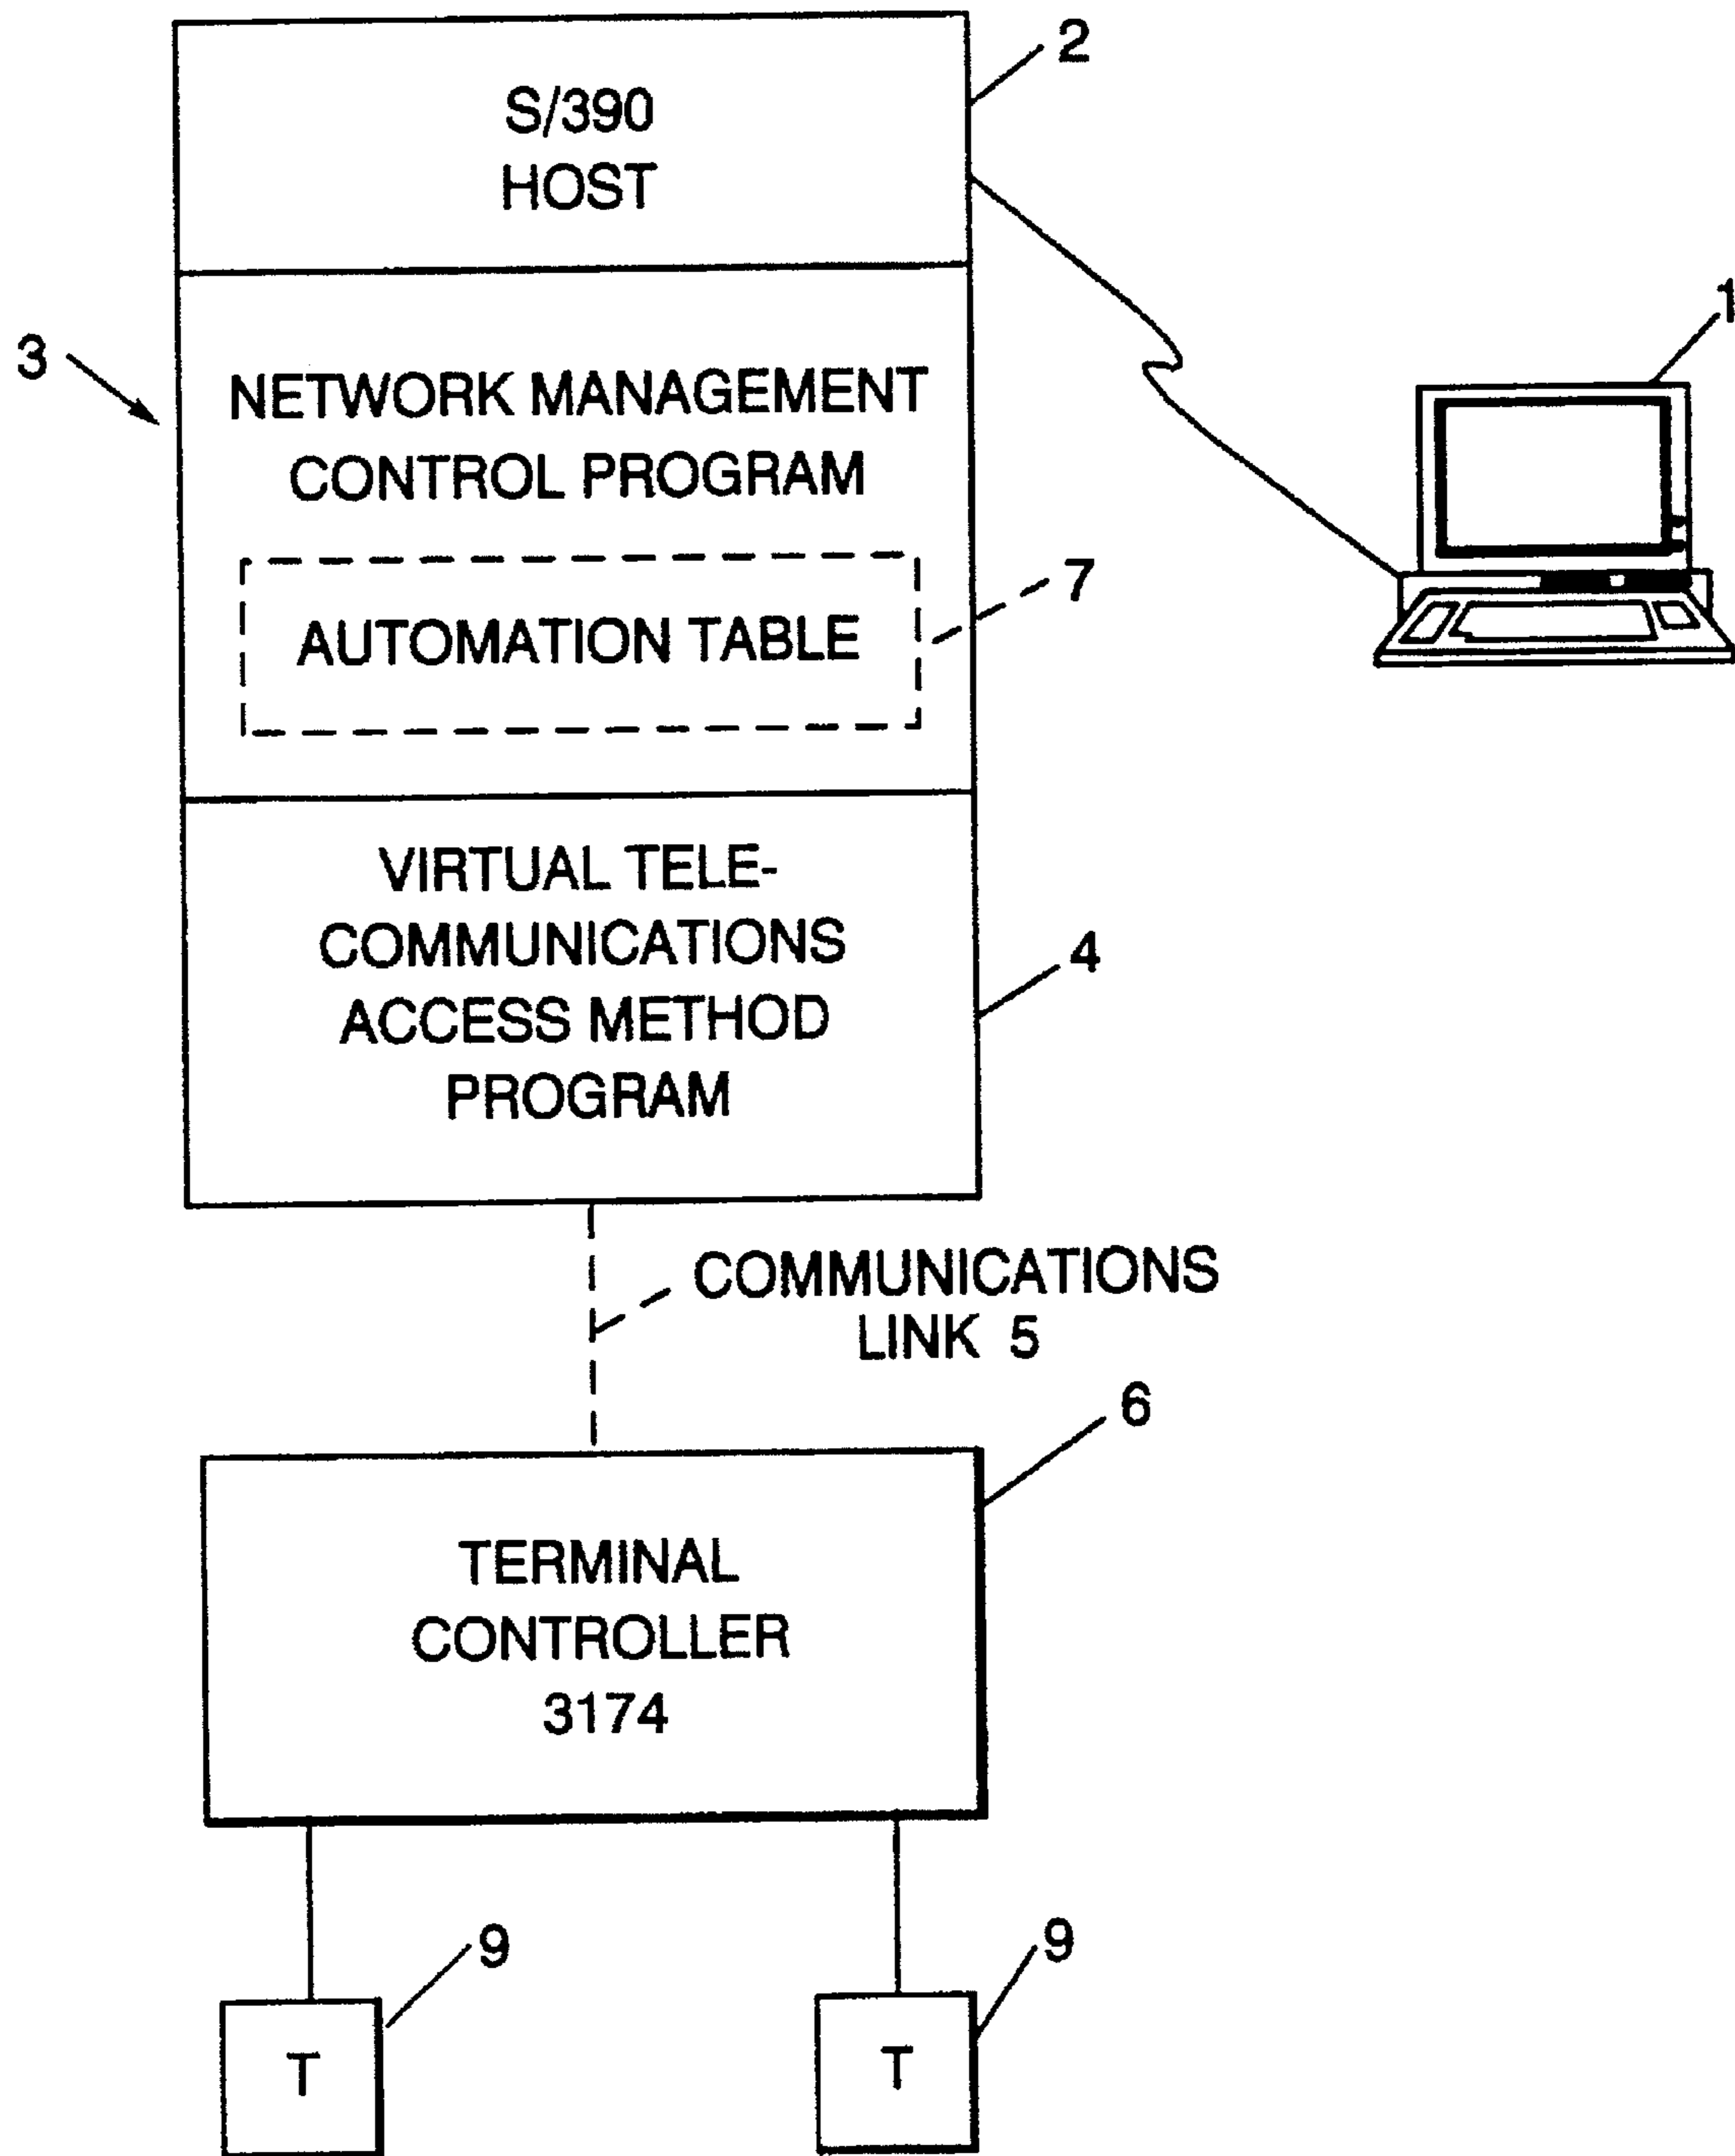 S/390
HOST
2
1
3
NETWORK MANAGEMENT
CONTROL PROGRAM
AUTOMATION TABLE
7
VIRTUAL TELE-
COMMUNICATIONS
ACCESS METHOD
PROGRAM
4
COMMUNICATIONS
LINK 5
6
TERMINAL
CONTROLLER
3174
9
9
T
T